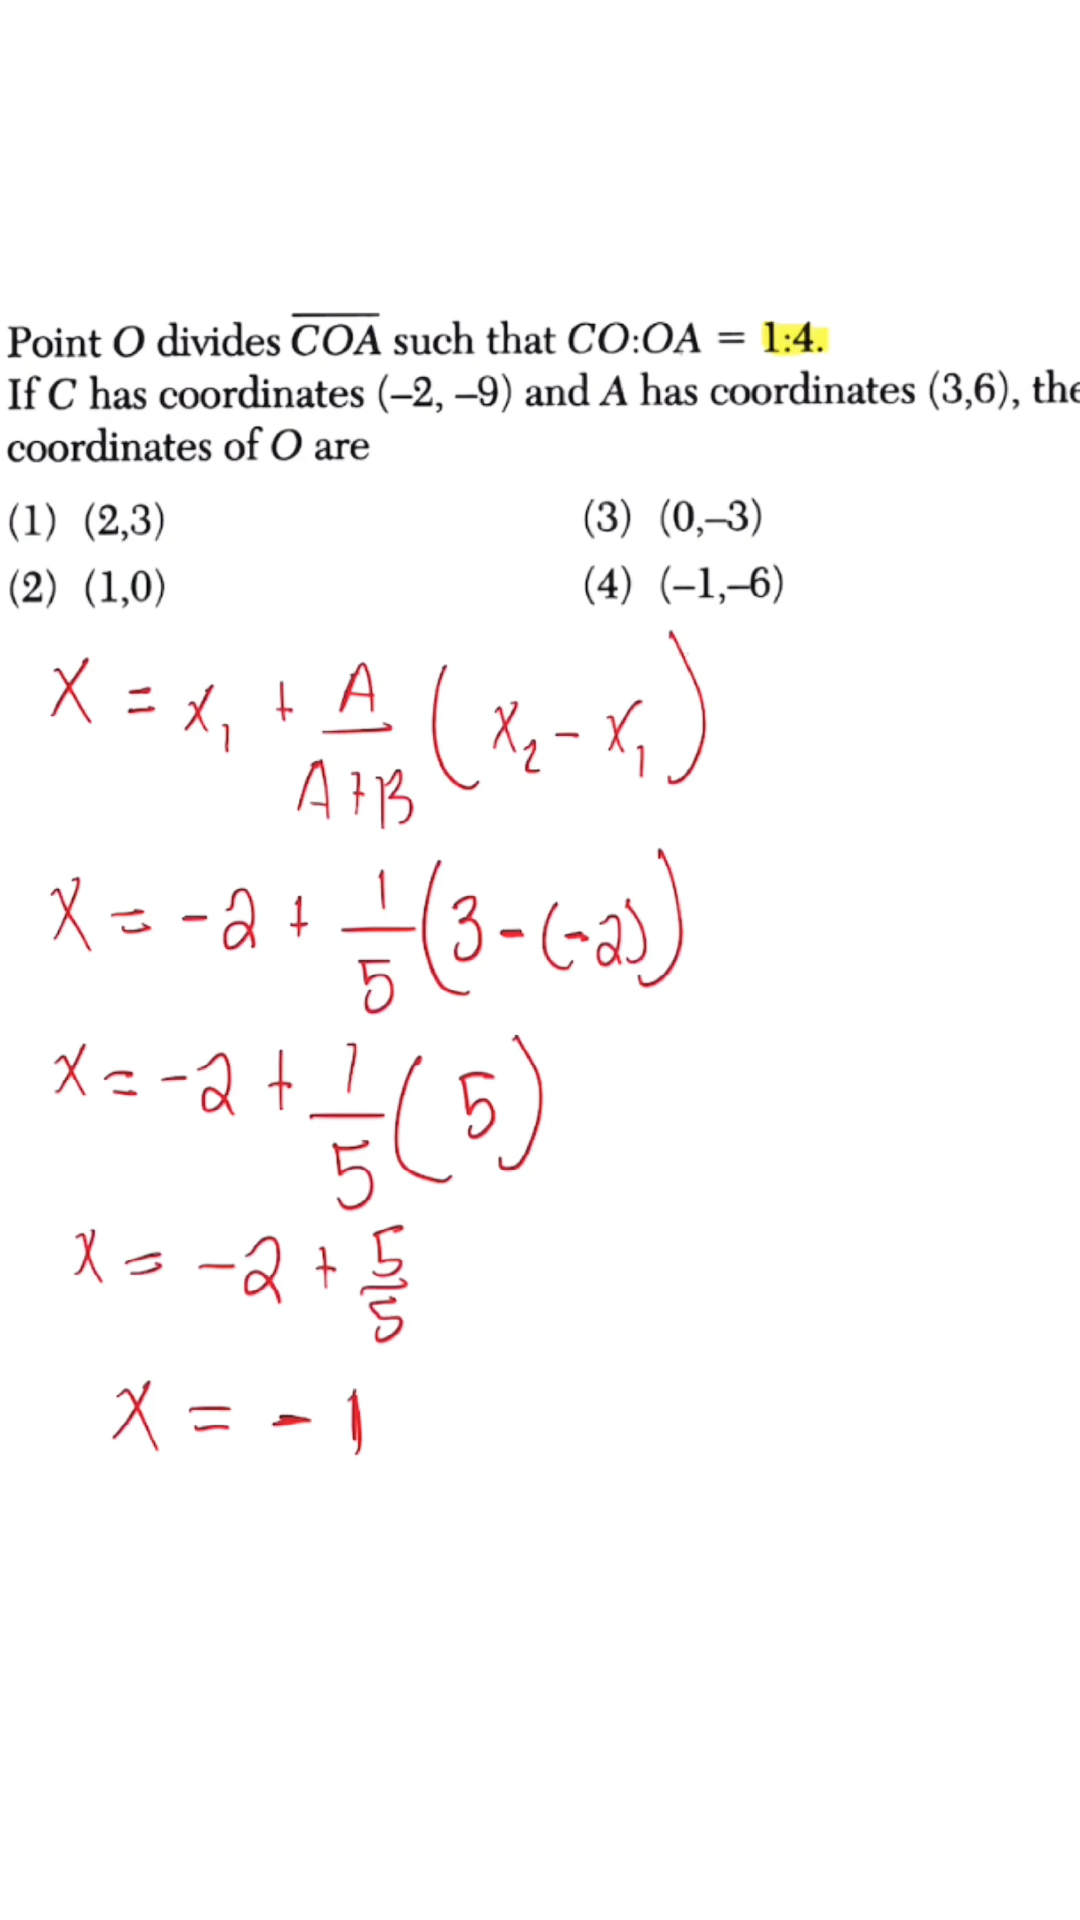 Point O divides COA such that CO:OA = 1:4.
If C has coordinates (–2, –9) and A has coordinates (3,6), the
coordinates of O are
(1) (2,3)
(3) (0,–3)
(2) (1,0)
(4) (–1,–6)
X = x₁ + A/(A+B) (x₂ - x₁)
X = -2 + 1/5 (3-(-2))
x = -2 + 1/5 (5)
x = -2 + 5/5
X = -1